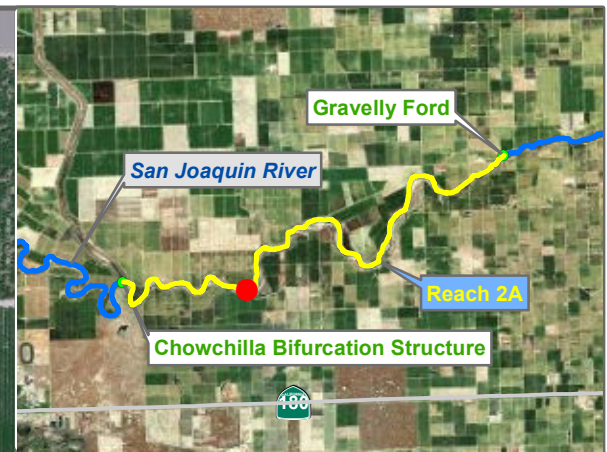 Gravelly Ford
San Joaquin River
Reach 2A
Chowchilla Bifurcation Structure
180